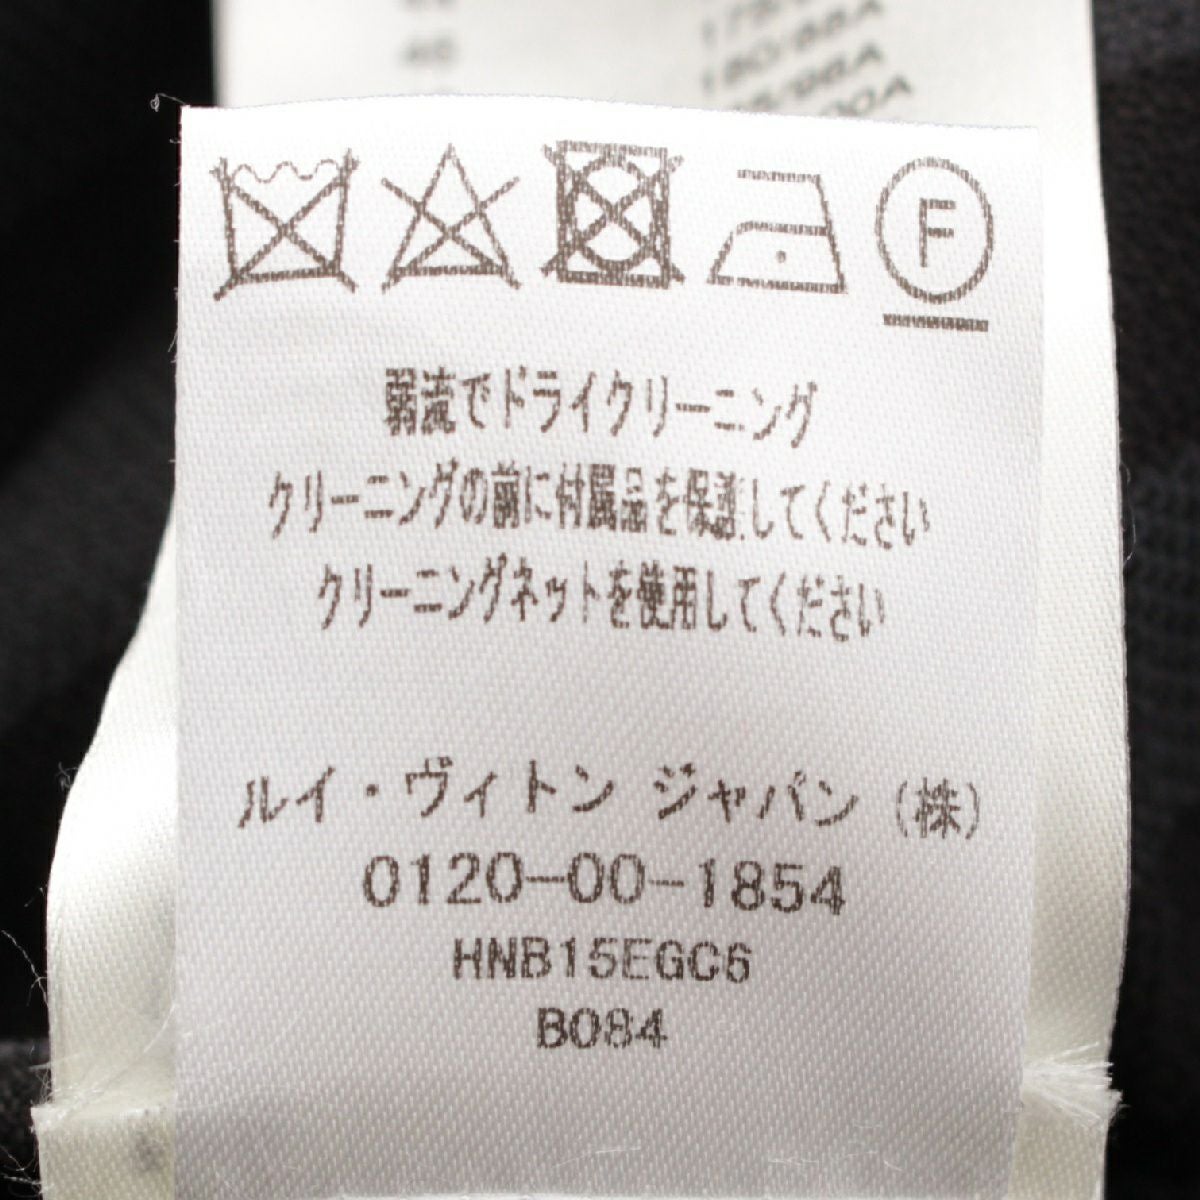 46
180/88A
F
弱流でドライクリーニング
クリーニングの前に付属品を保護してください
クリーニングネットを使用してください
ルイ・ヴィトン ジャパン (株)
0120-00-1854
HNB15EGC6
B084